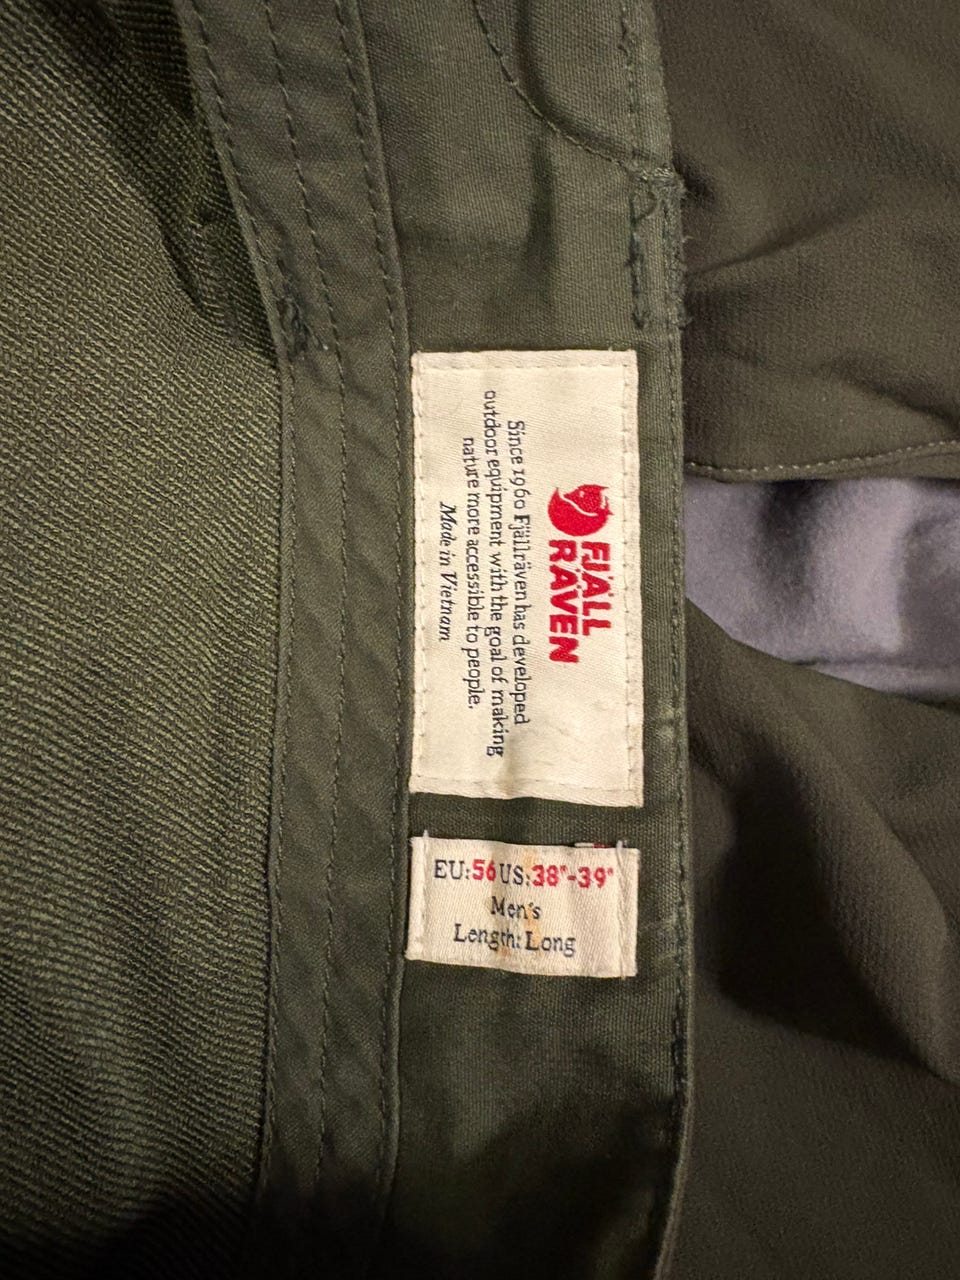 FJÄLL
RÄVEN
Since 1960 Fjällräven has developed
outdoor equipment with the goal of making
nature more accessible to people.
Made in Vietnam
EU:56 US:38"-39"
Men's
Length: Long